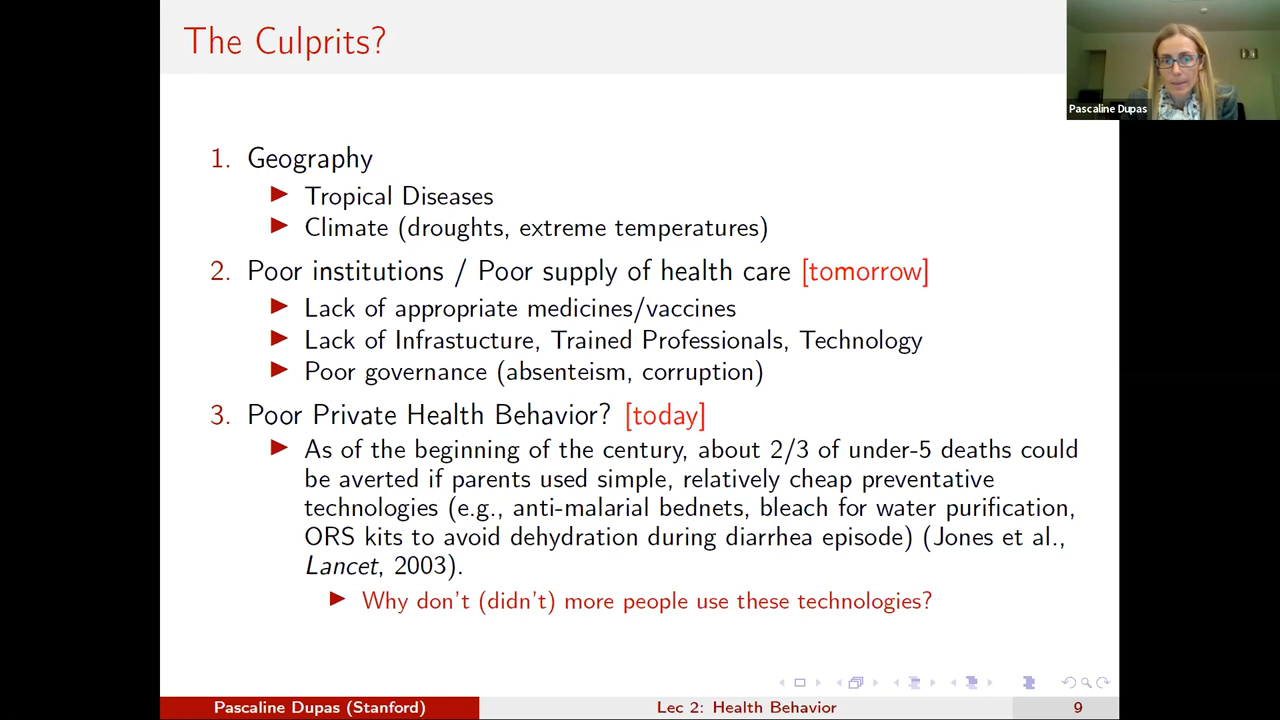 The Culprits?
Pascaline Dupas
1. Geography
Tropical Diseases
Climate (droughts, extreme temperatures)
2. Poor institutions / Poor supply of health care [tomorrow]
Lack of appropriate medicines/vaccines
Lack of Infrastucture, Trained Professionals, Technology
Poor governance (absenteism, corruption)
3. Poor Private Health Behavior? [today]
As of the beginning of the century, about 2/3 of under-5 deaths could
be averted if parents used simple, relatively cheap preventative
technologies (e.g., anti-malarial bednets, bleach for water purification,
ORS kits to avoid dehydration during diarrhea episode) (Jones et al.,
Lancet, 2003).
Why don't (didn't) more people use these technologies?
Pascaline Dupas (Stanford) Lec 2: Health Behavior 9